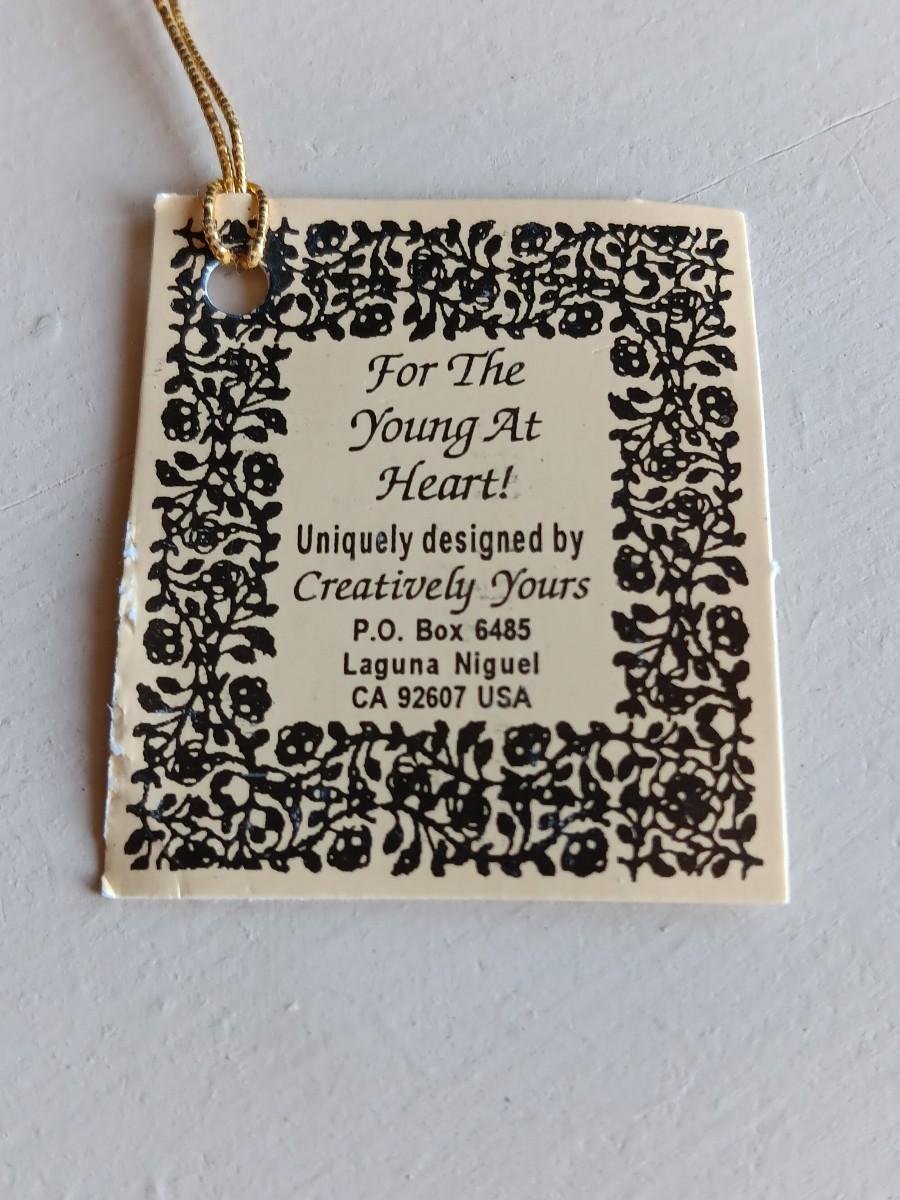 For The
Young At
Heart!
Uniquely designed by
Creatively Yours
P.O. Box 6485
Laguna Niguel
CA 92607 USA